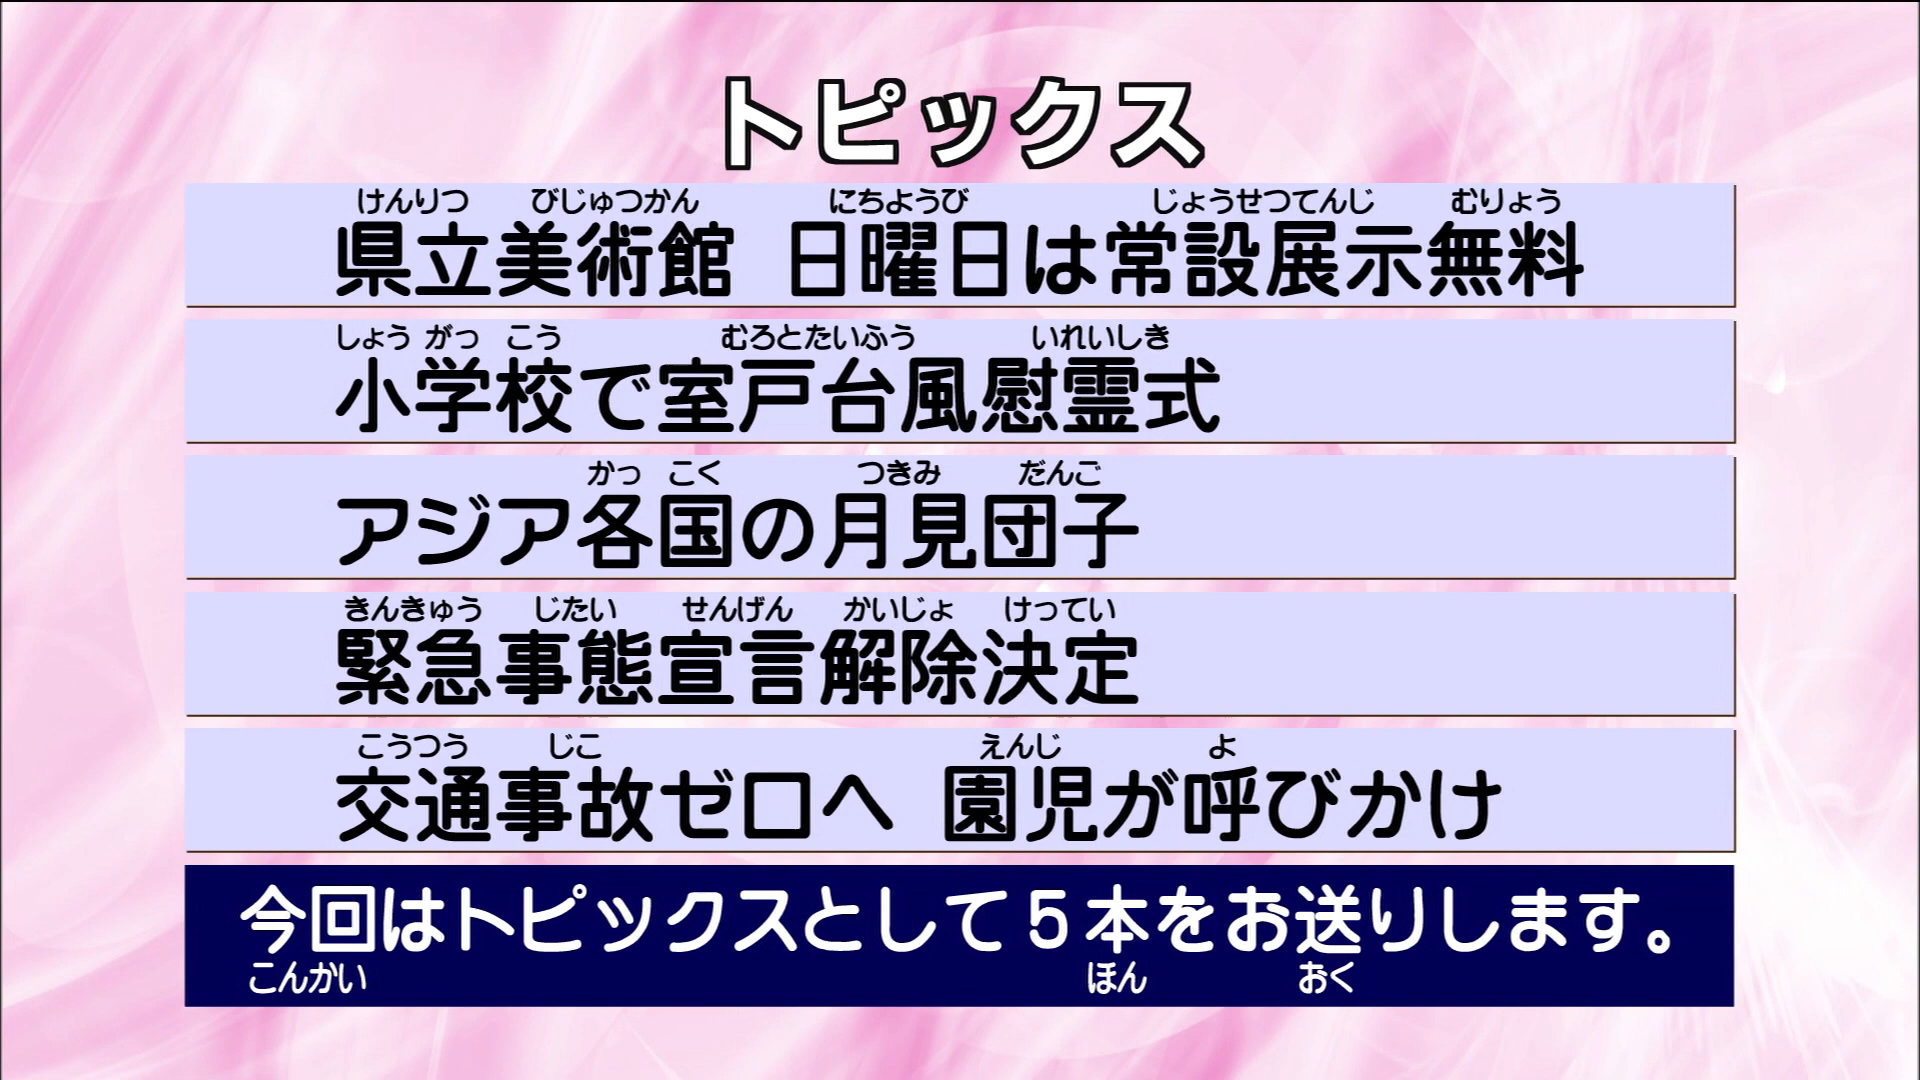 トピックス
けんりつ びじゅつかん にちようび じょうせつてんじ むりょう
県立美術館 日曜日は常設展示無料
しょう がっ こう むろとたいふう いれいしき
小学校で室戸台風慰霊式
かっ こく つきみ だんご
アジア各国の月見団子
きんきゅう じたい せんげん かいじょ けってい
緊急事態宣言解除決定
こうつう じこ えんじ よ
交通事故ゼロへ 園児が呼びかけ
今回はトピックスとして５本をお送りします。
こんかい ほん おく